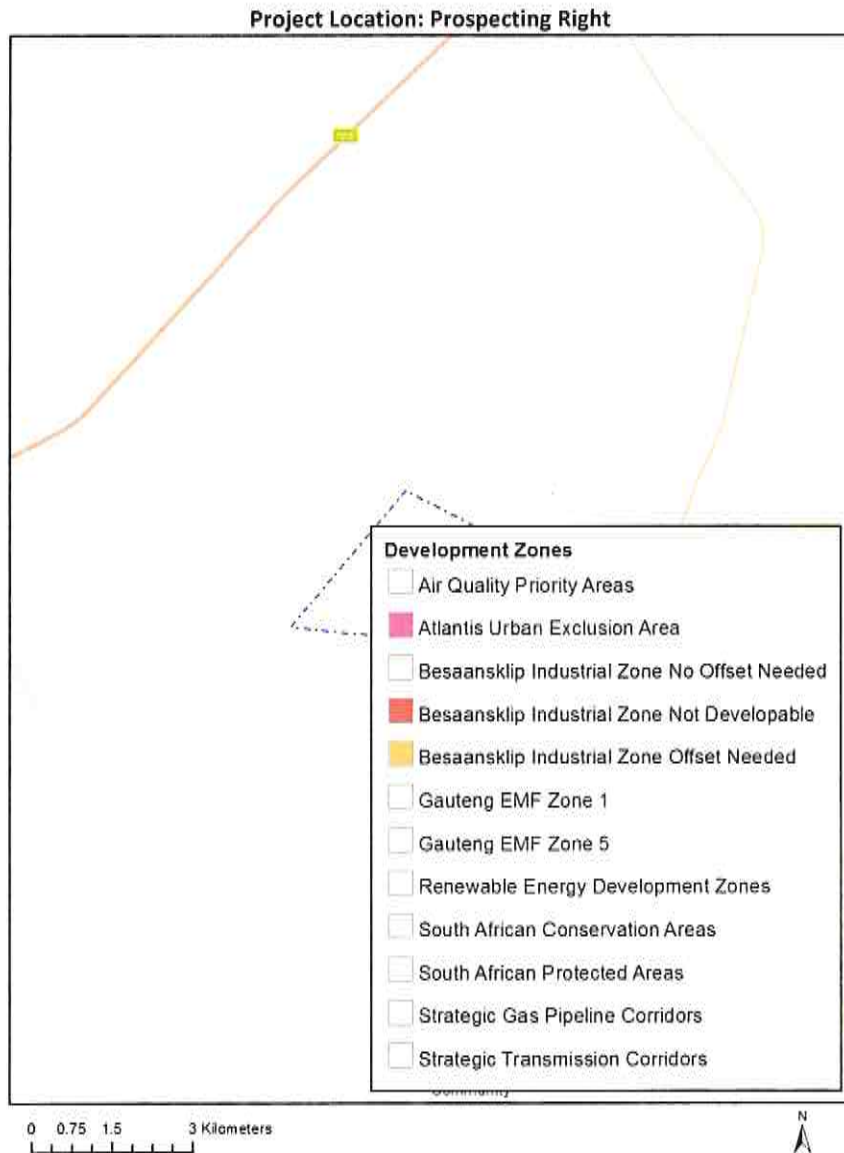 Project Location: Prospecting Right
Development Zones
Air Quality Priority Areas
Atlantis Urban Exclusion Area
Besaansklip Industrial Zone No Offset Needed
Besaansklip Industrial Zone Not Developable
Besaansklip Industrial Zone Offset Needed
Gauteng EMF Zone 1
Gauteng EMF Zone 5
Renewable Energy Development Zones
South African Conservation Areas
South African Protected Areas
Strategic Gas Pipeline Corridors
Strategic Transmission Corridors
Community
0 0.75 1.5 3 Kilometers
N